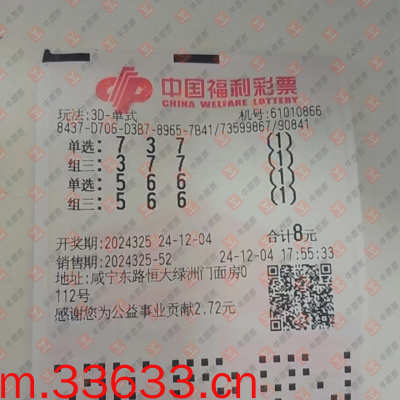 中国福利彩票
CHINA WELFARE LOTTERY
玩法:3D-单式 机号:61010866
8437-D706-D3B7-8965-7B41/73599867/90841
单选: 7 3 7 (1)
组三: 3 7 7 (1)
单选: 5 6 6 (1)
组三: 5 6 6 (1)
开奖期:2024325 24-12-04 合计8元
销售期:2024325-52 24-12-04 17:55:33
地址:咸宁东路恒大绿洲门面房0
112号
感谢您为公益事业贡献2.72元
m.33633.cn